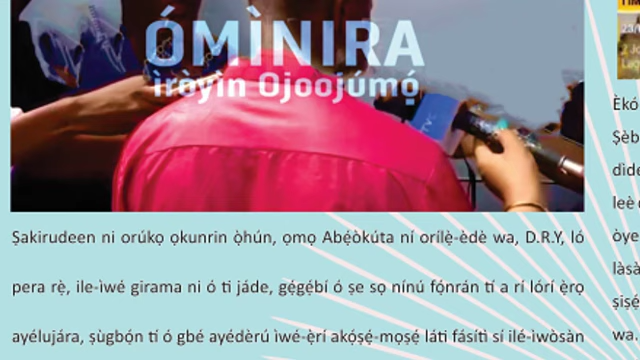 ÓMÌNIRA
ìròyìn Ojoojúmọ́
Ṣakirudeen ni orúkọ ọkunrin ọ̀hún, ọmọ Abẹ́òkúta ní orílẹ̀-èdè wa, D.R.Y, ló
pera rẹ̀, ile-ìwé girama ni ó ti jáde, gẹ́gẹ́bí ó ṣe sọ nínú fọ́nrán tí a rí lórí ẹ̀rọ
ayélujára, ṣùgbọ́n tí ó gbé ayédèrú ìwé-ẹ̀rí akọ́ṣẹ́-mọṣẹ́ láti fásítì sí ilé-ìwòsàn
Èkó
Ṣèb
dìde
leè
òye
làsà
ṣiṣẹ́
wa,